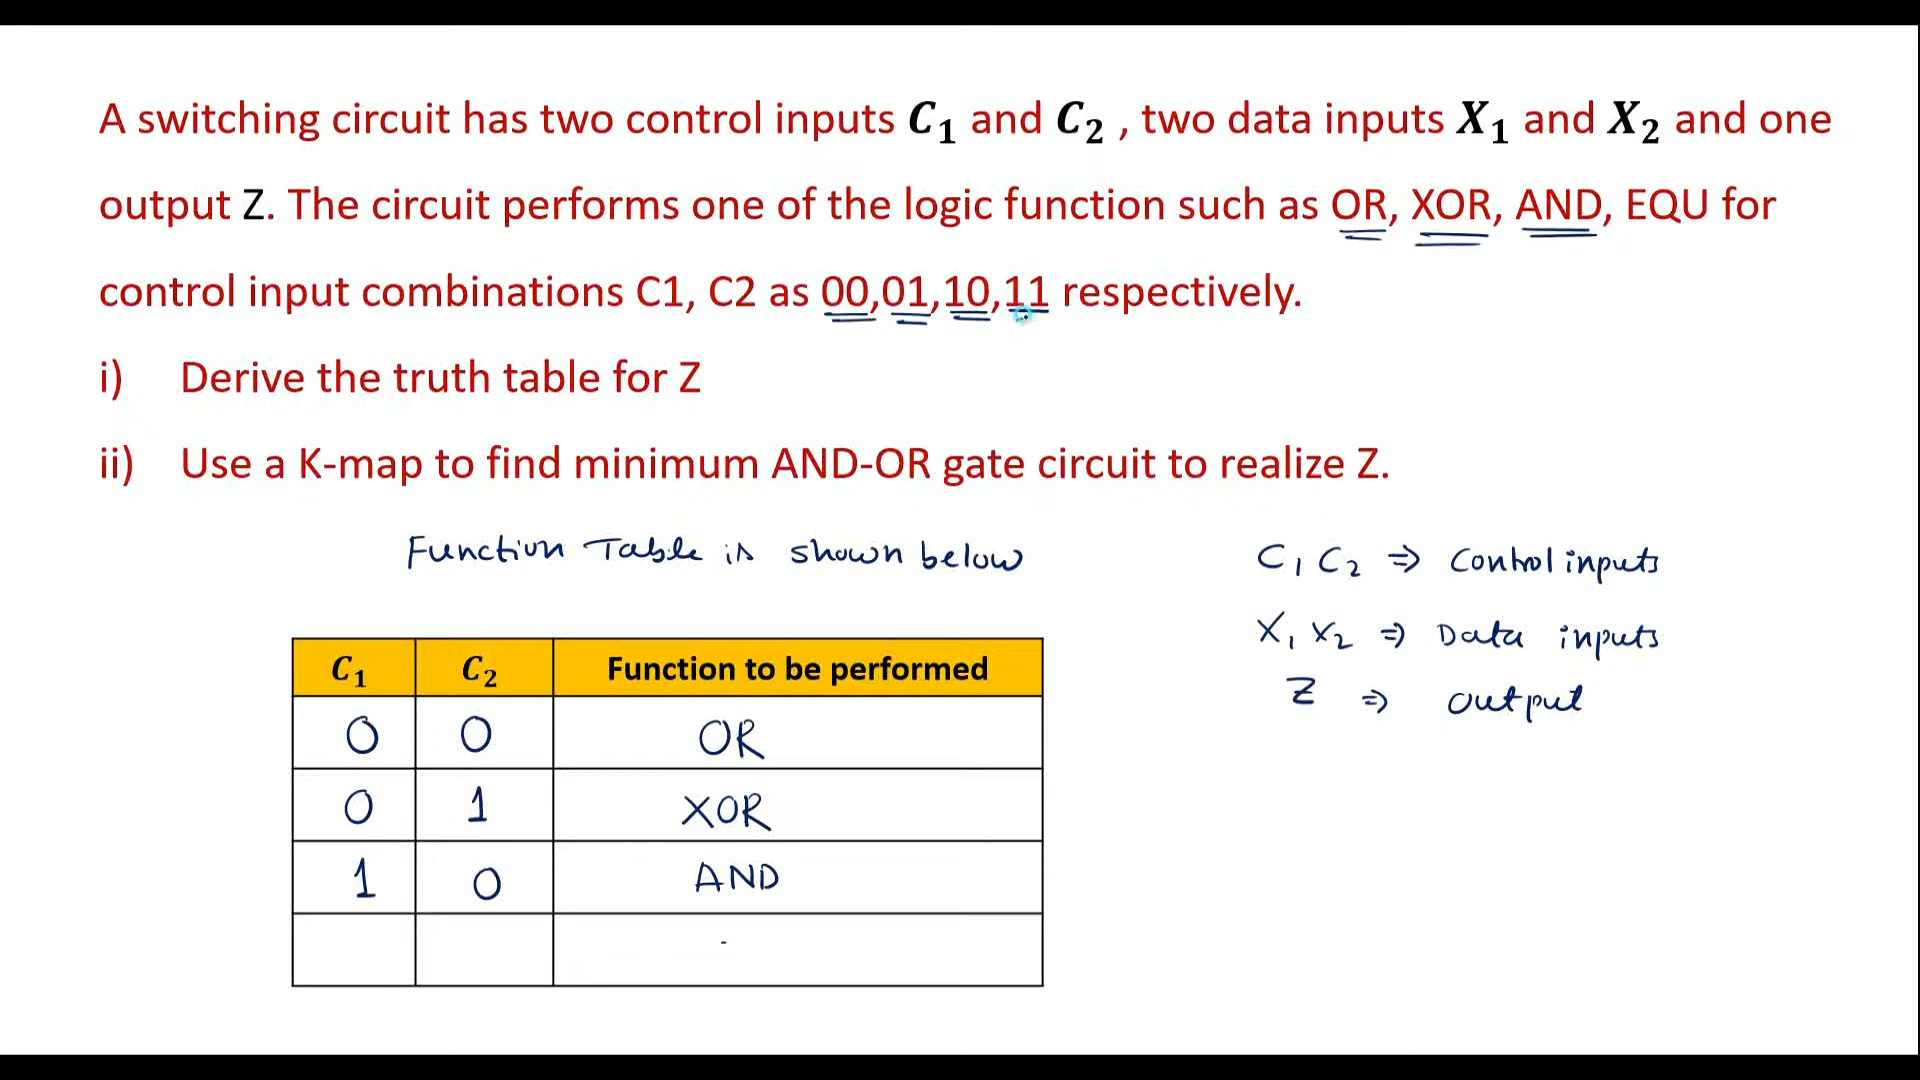 A switching circuit has two control inputs C₁ and C₂ , two data inputs X₁ and X₂ and one
output Z. The circuit performs one of the logic function such as OR, XOR, AND, EQU for
control input combinations C1, C2 as 00,01,10,11 respectively.
i) Derive the truth table for Z
ii) Use a K-map to find minimum AND-OR gate circuit to realize Z.
Function Table is shown below
C₁ C₂ ⇒ Control inputs
X₁ X₂ ⇒ Data inputs
Z ⇒ output
C₁ C₂ Function to be performed
0 0 OR
0 1 XOR
1 0 AND